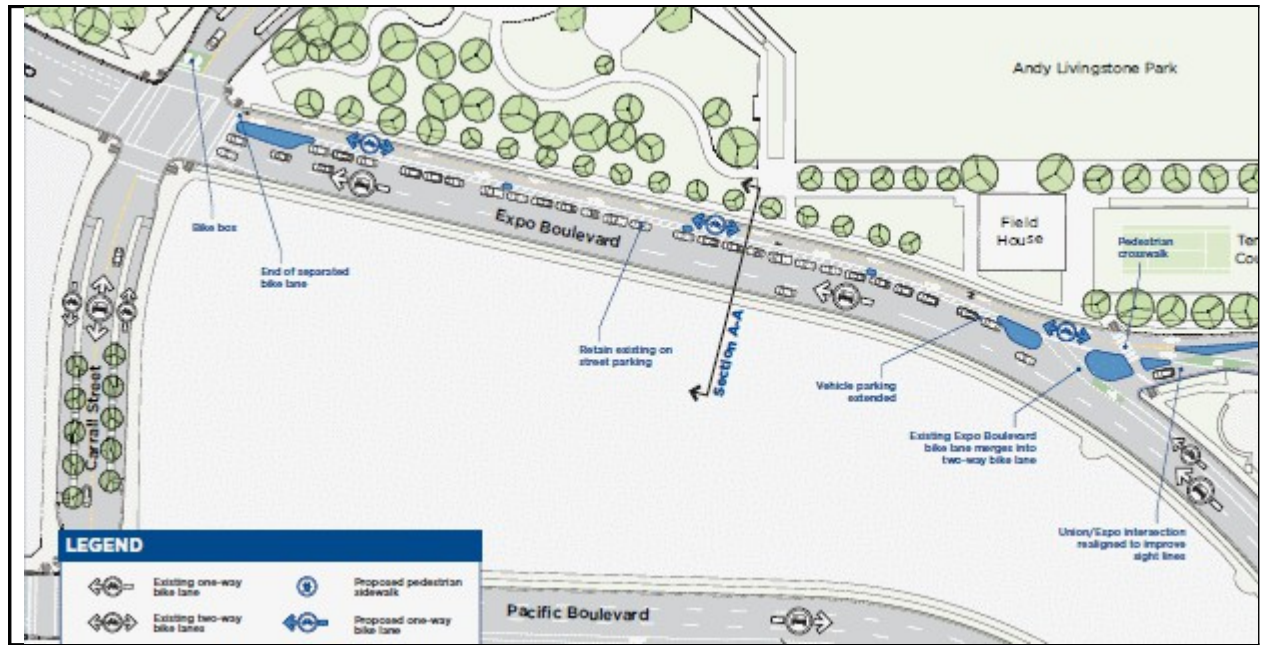 Andy Livingstone Park
Field
House
Ten
Cou
Pedestrian
crosswalk
Bike box
Expo Boulevard
End of separated
bike lane
Retain existing on
street parking
Section A-A
Vehicle parking
extended
Carrall Street
Existing Expo Boulevard
bike lane merges into
two-way bike lane
Union/Expo intersection
realigned to improve
sight lines
LEGEND
Existing one-way
bike lane
Proposed pedestrian
sidewalk
Existing two-way
bike lanes
Proposed one-way
bike lane
Pacific Boulevard